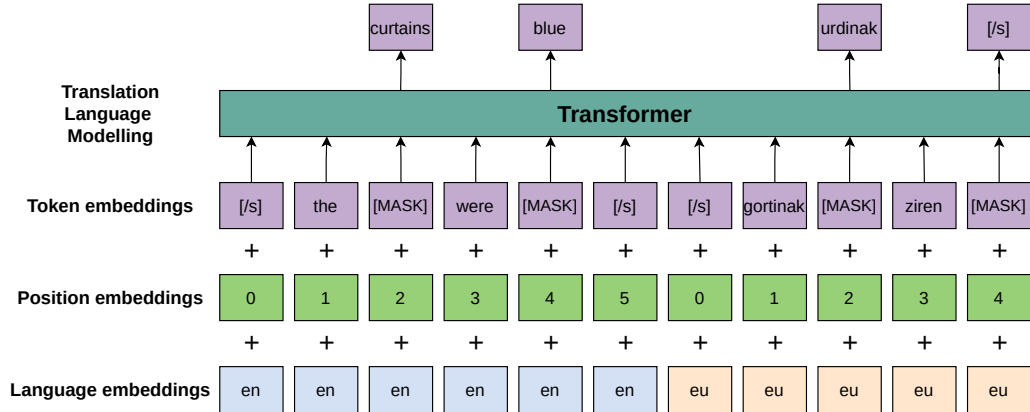 curtains blue urdinak [/s]
Translation
Language
Modelling
Transformer
Token embeddings [/s] the [MASK] were [MASK] [/s] [/s] gortinak [MASK] ziren [MASK]
+ + + + + + + + + + +
Position embeddings 0 1 2 3 4 5 0 1 2 3 4
+ + + + + + + + + + +
Language embeddings en en en en en en eu eu eu eu eu